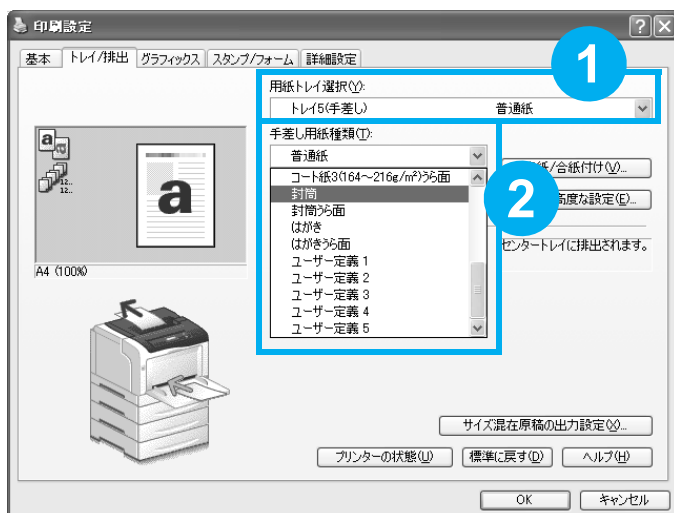 印刷設定
基本 トレイ/排出 グラフィックス スタンプ/フォーム 詳細設定
1
用紙トレイ選択(Y):
トレイ5(手差し) 普通紙
手差し用紙種類(T):
普通紙
コート紙3(164～216g/m²)うら面
封筒
封筒うら面
はがき
はがきうら面
ユーザー定義 1
ユーザー定義 2
ユーザー定義 3
ユーザー定義 4
ユーザー定義 5
2
紙/合紙付け(V)...
高度な設定(E)...
センタートレイに排出されます。
a
a
12..
12..
a
A4 (100%)
サイズ混在原稿の出力設定(X)...
プリンターの状態(U) 標準に戻す(D) ヘルプ(H)
OK キャンセル